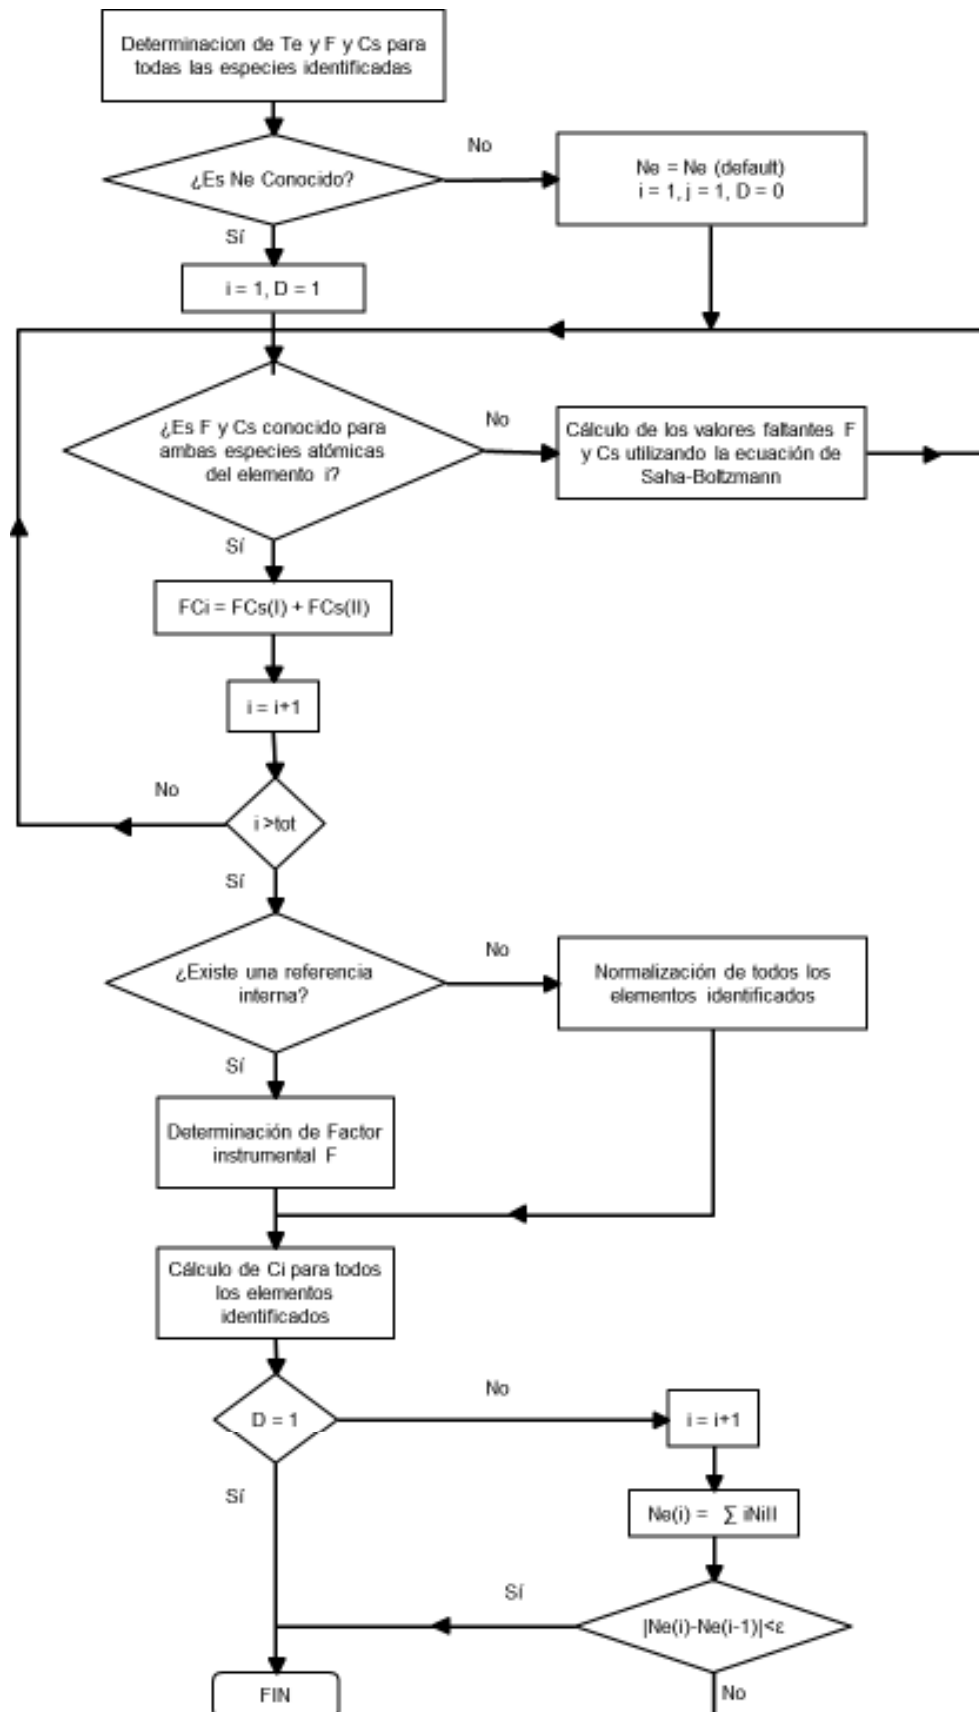 Determinacion de Te y F y Cs para
todas las especies identificadas
¿Es Ne Conocido?
No
Ne = Ne (default)
i = 1, j = 1, D = 0
Sí
i = 1, D = 1
¿Es F y Cs conocido para
ambas especies atómicas
del elemento i?
No
Cálculo de los valores faltantes F
y Cs utilizando la ecuación de
Saha-Boltzmann
Sí
FCi = FCs(I) + FCs(II)
i = i+1
No
i >tot
Sí
¿Existe una referencia
interna?
No
Normalización de todos los
elementos identificados
Sí
Determinación de Factor
instrumental F
Cálculo de Ci para todos
los elementos
identificados
D = 1
No
i = i+1
Sí
Ne(i) = ∑ iNiII
|Ne(i)-Ne(i-1)|<ε
Sí
No
FIN